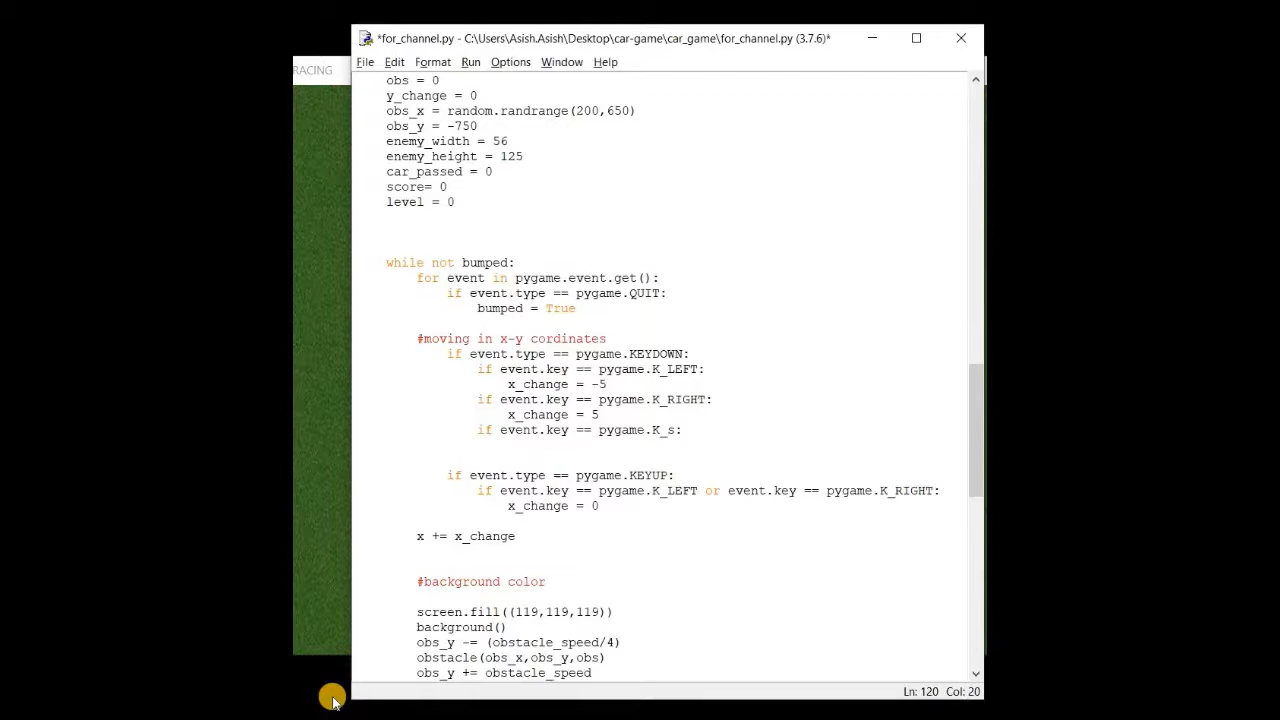 *for_channel.py - C:\Users\Asish.Asish\Desktop\car-game\car_game\for_channel.py (3.7.6)*
File Edit Format Run Options Window Help
RACING
obs = 0
y_change = 0
obs_x = random.randrange(200,650)
obs_y = -750
enemy_width = 56
enemy_height = 125
car_passed = 0
score= 0
level = 0
while not bumped:
for event in pygame.event.get():
if event.type == pygame.QUIT:
bumped = True
#moving in x-y cordinates
if event.type == pygame.KEYDOWN:
if event.key == pygame.K_LEFT:
x_change = -5
if event.key == pygame.K_RIGHT:
x_change = 5
if event.key == pygame.K_s:
if event.type == pygame.KEYUP:
if event.key == pygame.K_LEFT or event.key == pygame.K_RIGHT:
x_change = 0
x += x_change
#background color
screen.fill((119,119,119))
background()
obs_y -= (obstacle_speed/4)
obstacle(obs_x,obs_y,obs)
obs_y += obstacle_speed
Ln: 120 Col: 20